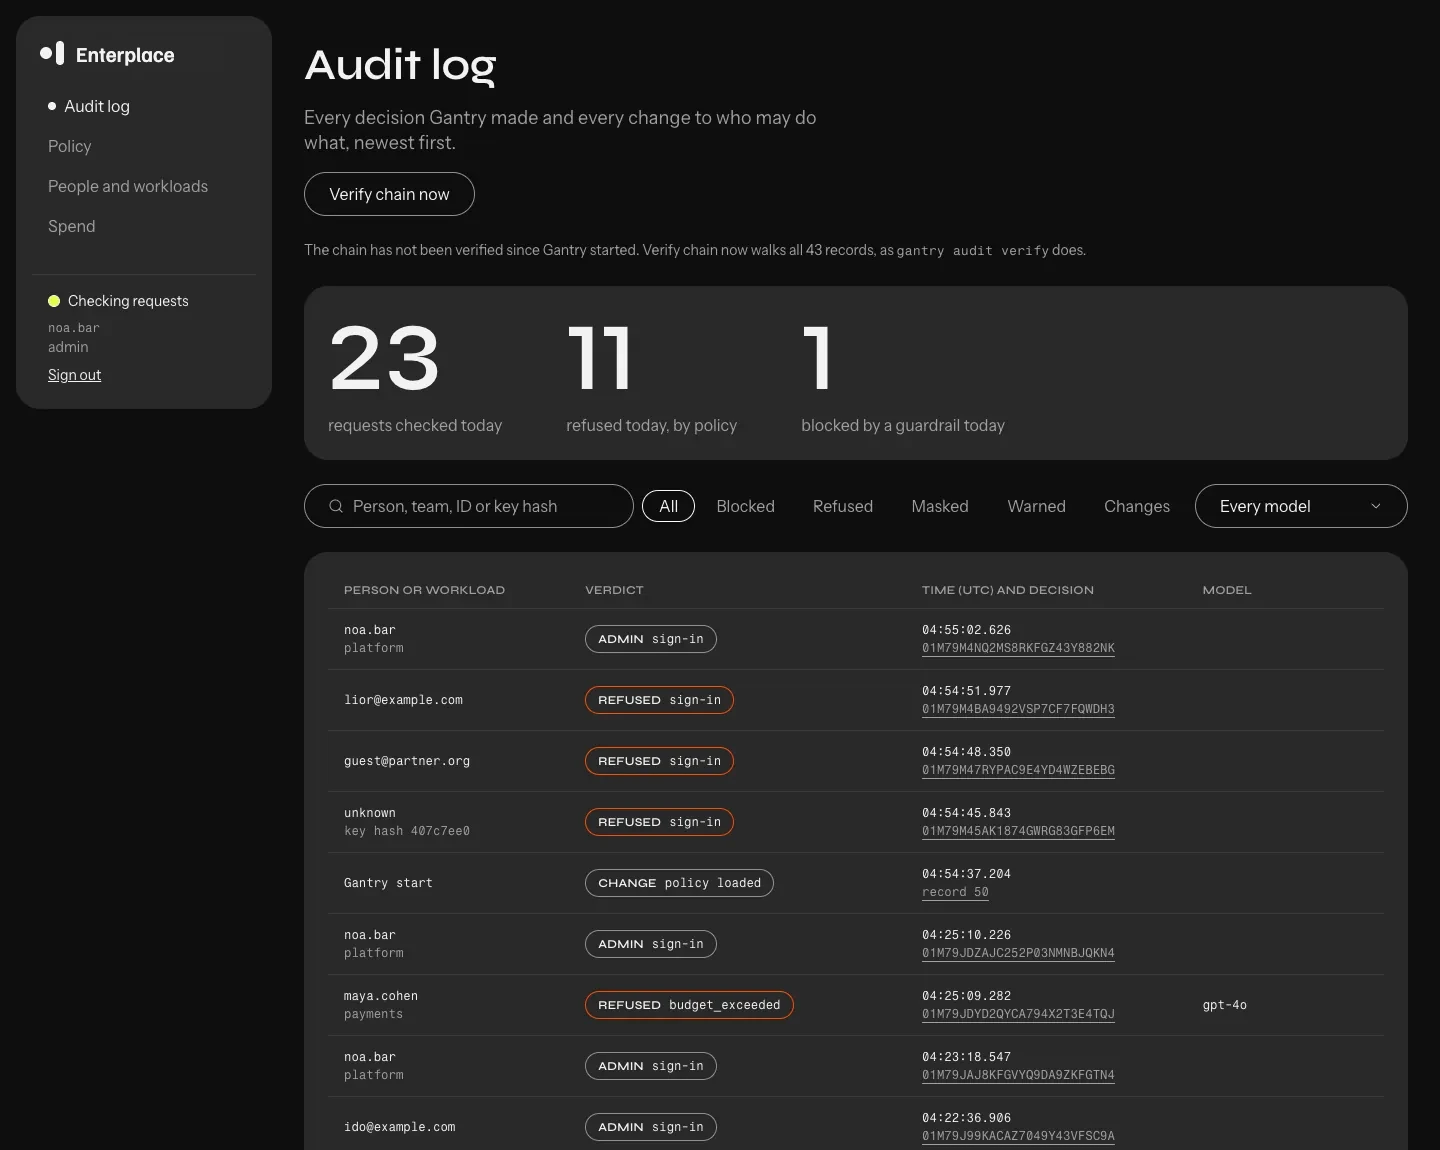 Enterplace
Audit log
Policy
People and workloads
Spend
Checking requests
noa.bar
admin
Sign out
Audit log
Every decision Gantry made and every change to who may do
what, newest first.
Verify chain now
The chain has not been verified since Gantry started. Verify chain now walks all 43 records, as gantry audit verify does.
23
requests checked today
11
refused today, by policy
1
blocked by a guardrail today
Person, team, ID or key hash
All
Blocked
Refused
Masked
Warned
Changes
Every model
PERSON OR WORKLOAD VERDICT TIME (UTC) AND DECISION MODEL
noa.bar
platform
ADMIN sign-in
04:55:02.626
01M79M4NQ2MS8RKFGZ43Y882NK
lior@example.com
REFUSED sign-in
04:54:51.977
01M79M4BA9492VSP7CF7FQWDH3
guest@partner.org
REFUSED sign-in
04:54:48.350
01M79M47RYPAC9E4YD4WZEBEBG
unknown
key hash 407c7ee0
REFUSED sign-in
04:54:45.843
01M79M45AK1874GWRG83GFP6EM
Gantry start
CHANGE policy loaded
04:54:37.204
record 50
noa.bar
platform
ADMIN sign-in
04:25:10.226
01M79JDZAJC252P03NMNBJQKN4
maya.cohen
payments
REFUSED budget_exceeded
04:25:09.282
01M79JDYD2QYCA794X2T3E4TQJ
gpt-4o
noa.bar
platform
ADMIN sign-in
04:23:18.547
01M79JAJ8KFGVYQ9DA9ZKFGTN4
ido@example.com
ADMIN sign-in
04:22:36.906
01M79J99KACAZ7049Y43VFSC9A